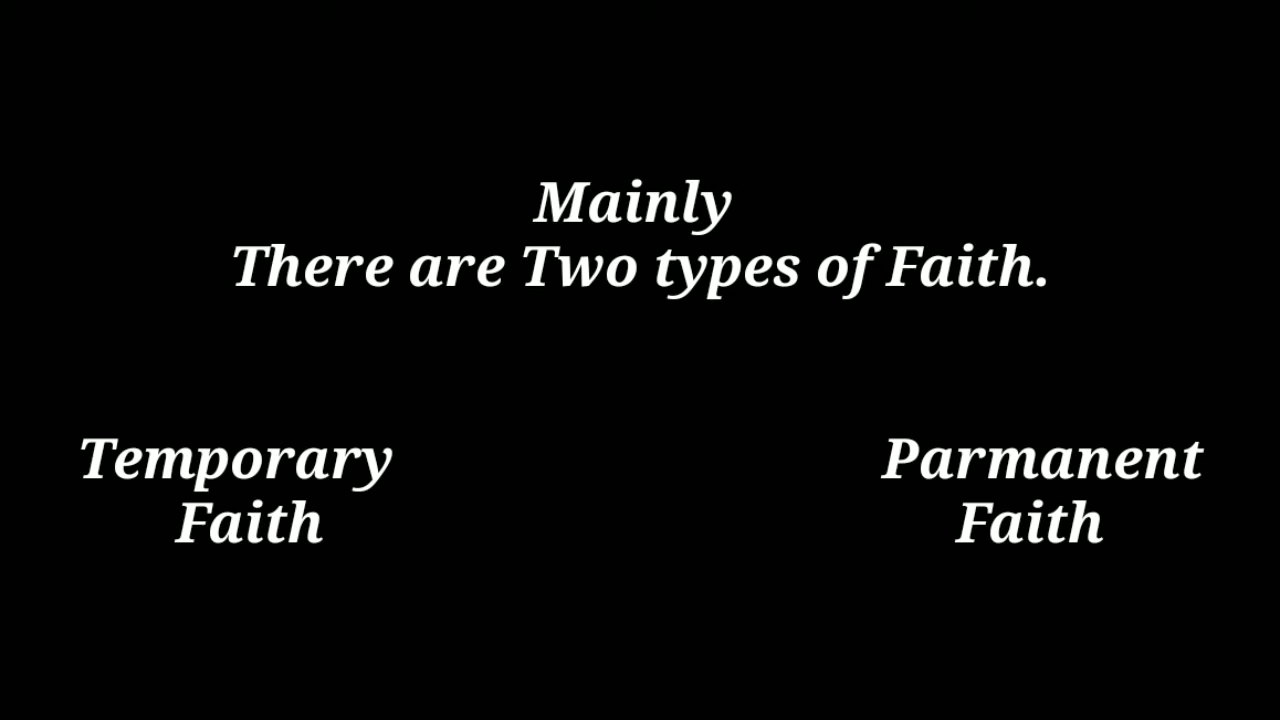 Mainly
There are Two types of Faith.
Temporary
Faith
Parmanent
Faith